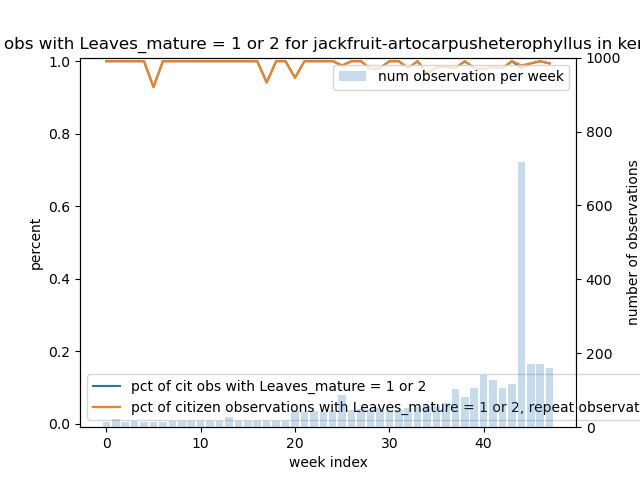 obs with Leaves_mature = 1 or 2 for jackfruit-artocarpusheterophyllus in
1.0
0.8
0.6
0.4
0.2
0.0
percent
1000
800
600
400
200
0
number of observations
num observation per week
pct of cit obs with Leaves_mature = 1 or 2
pct of citizen observations with Leaves_mature = 1 or 2, repeat
0 10 20 30 40
week index